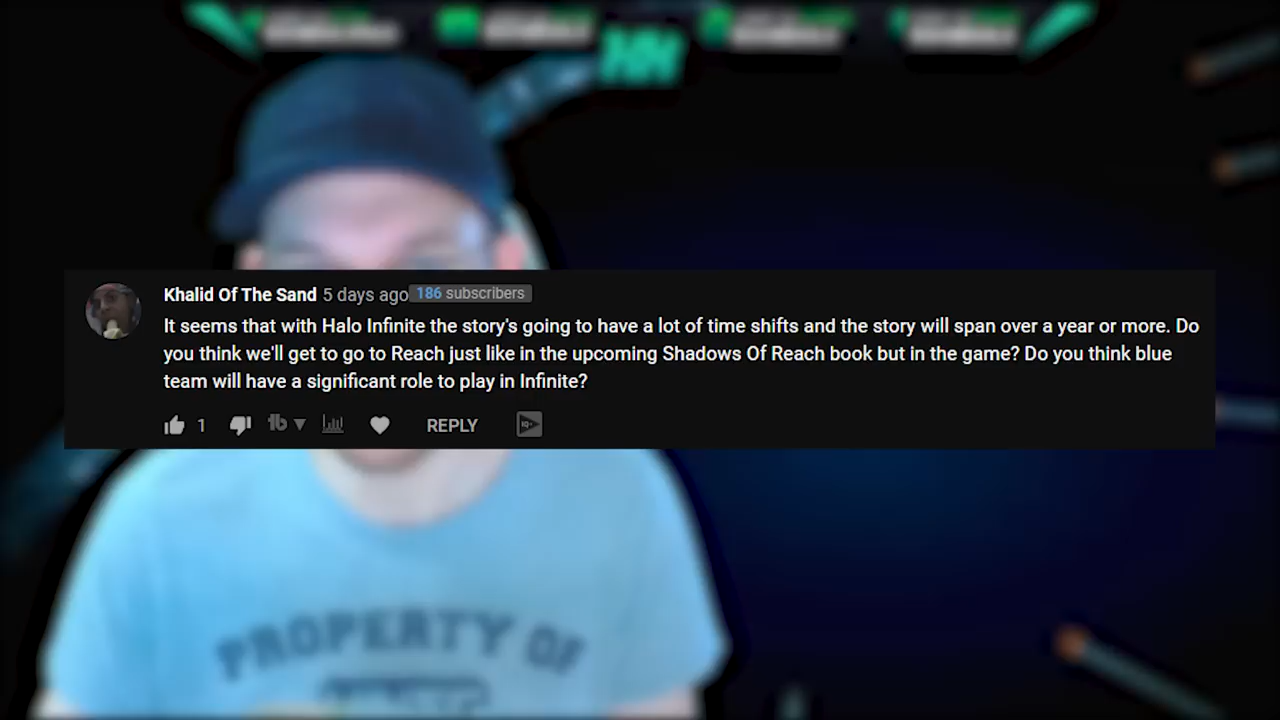 HH
Khalid Of The Sand 5 days ago 186 subscribers
It seems that with Halo Infinite the story's going to have a lot of time shifts and the story will span over a year or more. Do
you think we'll get to go to Reach just like in the upcoming Shadows Of Reach book but in the game? Do you think blue
team will have a significant role to play in Infinite?
1
REPLY
PROPERTY OF